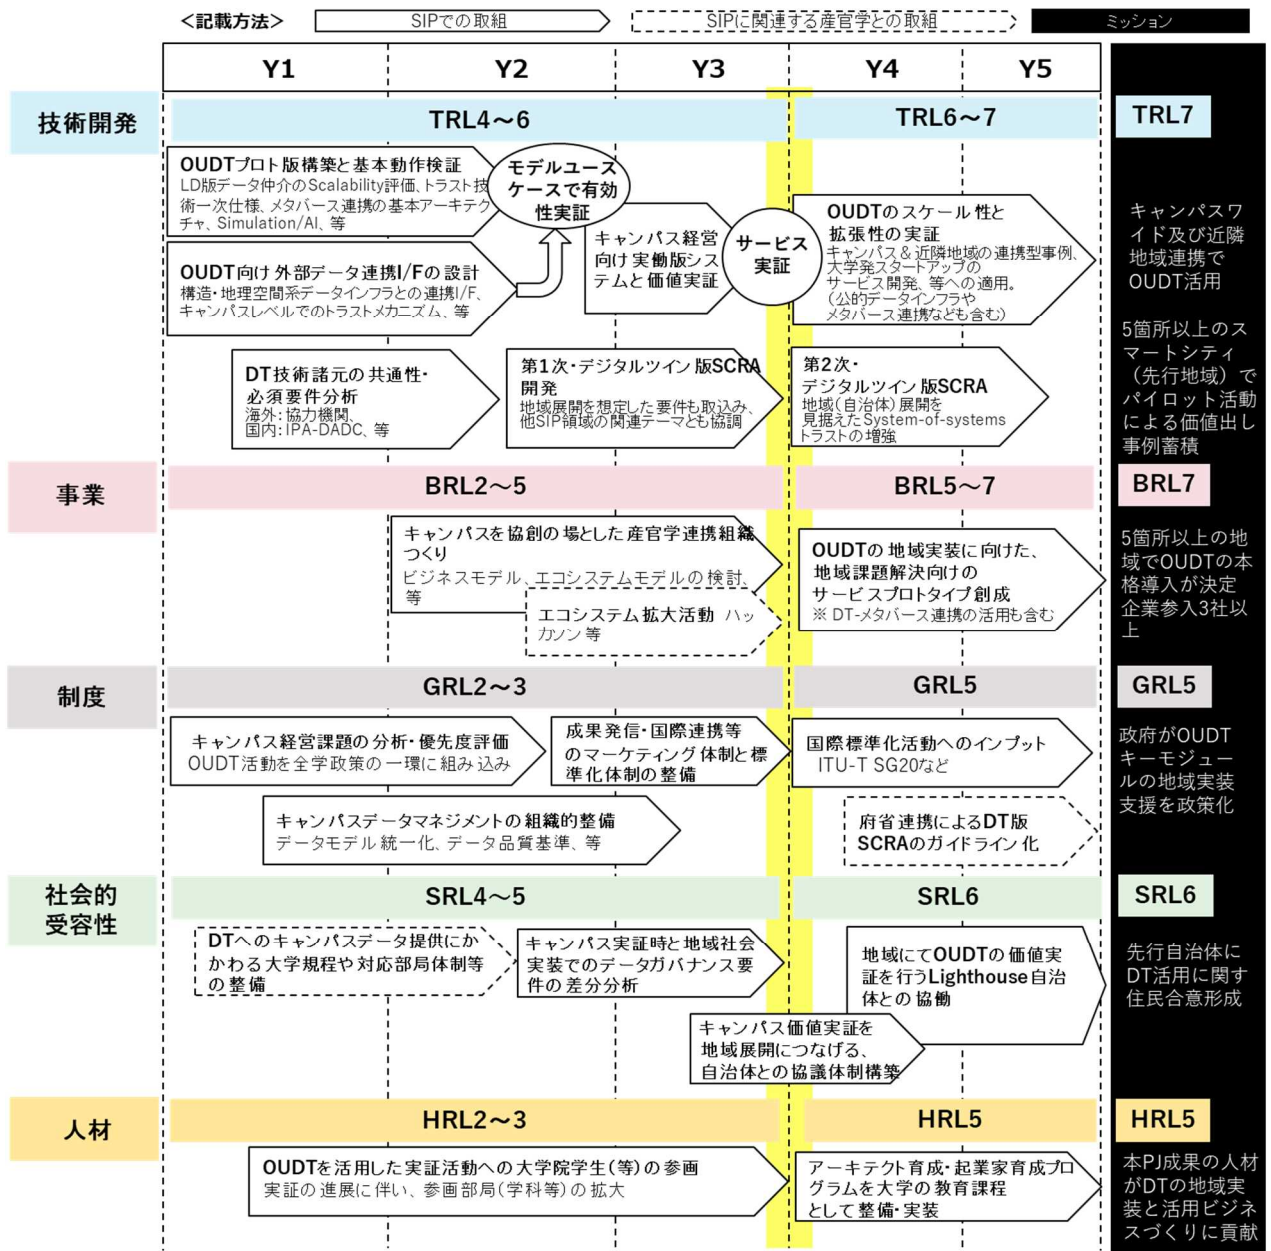 <記載方法>
SIPでの取組
SIPに関連する産官学との取組
ミッション
Y1
Y2
Y3
Y4
Y5
技術開発
TRL4～6
TRL6～7
TRL7
OUDTプロト版構築と基本動作検証
LD版データ仲介のScalability評価、トラスト技
術一次仕様、メタバース連携の基本アーキテク
チャ、Simulation/AI、等
モデルユース
ケースで有効
性実証
OUDT向け外部データ連携I/Fの設計
構造・地理空間系データインフラとの連携I/F、
キャンパスレベルでのトラストメカニズム、等
キャンパス経営
向け実働版シス
テムと価値実証
サービス
実証
OUDTのスケール性と
拡張性の実証
キャンパス＆近隣地域の連携型事例、
大学発スタートアップの
サービス開発、等への適用。
（公的データインフラや
メタバース連携なども含む）
キャンパスワ
イド及び近隣
地域連携で
OUDT活用
DT技術諸元の共通性・
必須要件分析
海外：協力機関、
国内：IPA-DADC、等
第1次・デジタルツイン版SCRA
開発
地域展開を想定した要件も取込み、
他SIP領域の関連テーマとも協調
第2次・
デジタルツイン版SCRA
地域（自治体）展開を
見据えたSystem-of-systems
トラストの増強
5箇所以上のス
マートシティ
（先行地域）で
パイロット活動
による価値出し
事例蓄積
事業
BRL2～5
BRL5～7
BRL7
キャンパスを協創の場とした産官学連携組織
つくり
ビジネスモデル、エコシステムモデルの検討、
等
エコシステム拡大活動 ハッ
カソン等
OUDTの地域実装に向けた、
地域課題解決向けの
サービスプロトタイプ創成
※ DT-メタバース連携の活用も含む
5箇所以上の地
域でOUDTの本
格導入が決定
企業参入3社以
上
制度
GRL2～3
GRL5
GRL5
キャンパス経営課題の分析・優先度評価
OUDT活動を全学政策の一環に組み込み
成果発信・国際連携等
のマーケティング体制と標
準化体制の整備
国際標準化活動へのインプット
ITU-T SG20など
政府がOUDT
キーモジュー
ルの地域実装
支援を政策化
キャンパスデータマネジメントの組織的整備
データモデル統一化、データ品質基準、等
府省連携によるDT版
SCRAのガイドライン化
社会的
受容性
SRL4～5
SRL6
SRL6
DTへのキャンパスデータ提供にか
かわる大学規程や対応部局体制等
の整備
キャンパス実証時と地域社会
実装でのデータガバナンス要
件の差分分析
地域にてOUDTの価値実
証を行うLighthouse自治
体との協働
先行自治体に
DT活用に関す
住民合意形成
キャンパス価値実証を
地域展開につなげる、
自治体との協議体制構築
人材
HRL2～3
HRL5
HRL5
OUDTを活用した実証活動への大学院学生（等）の参画
実証の進展に伴い、参画部局（学科等）の拡大
アーキテクト育成・起業家育成プロ
グラムを大学の教育課程
として整備・実装
本PJ成果の人材
がDTの地域実
装と活用ビジネ
スづくりに貢献